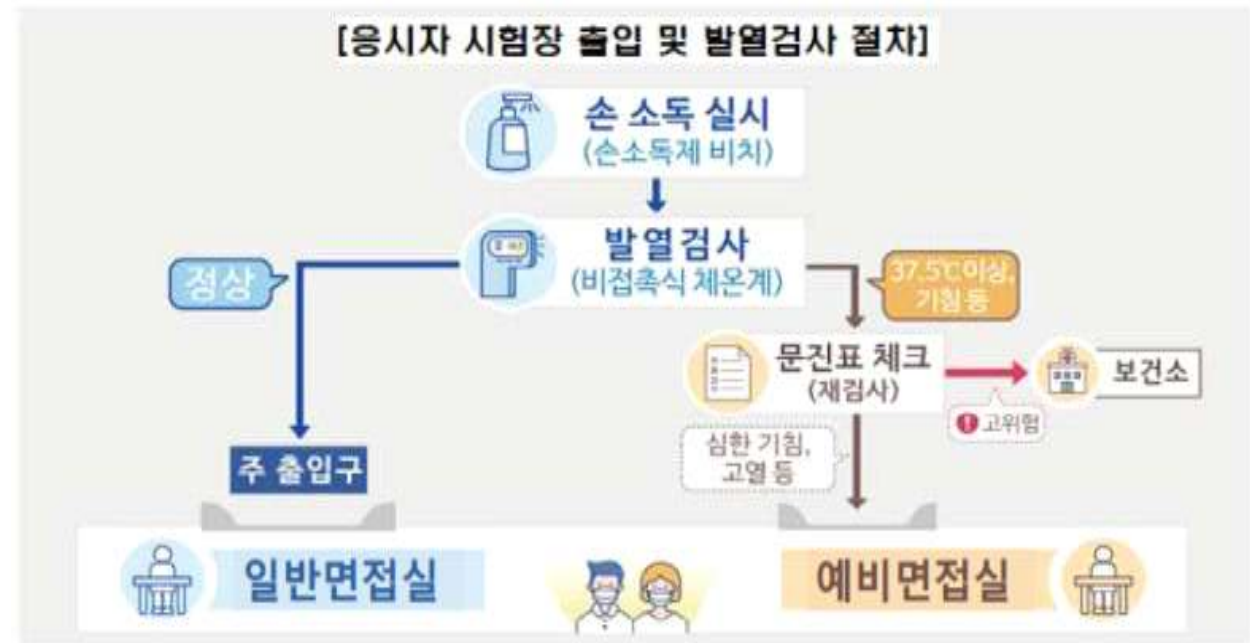 [응시자 시험장 출입 및 발열검사 절차]
손 소독 실시
(손소독제 비치)
발열검사
(비접촉식 체온계)
정상
37.5℃이상,
기침 등
문진표 체크
(재검사)
보건소
고위험
심한 기침,
고열 등
주 출입구
일반면접실
예비면접실